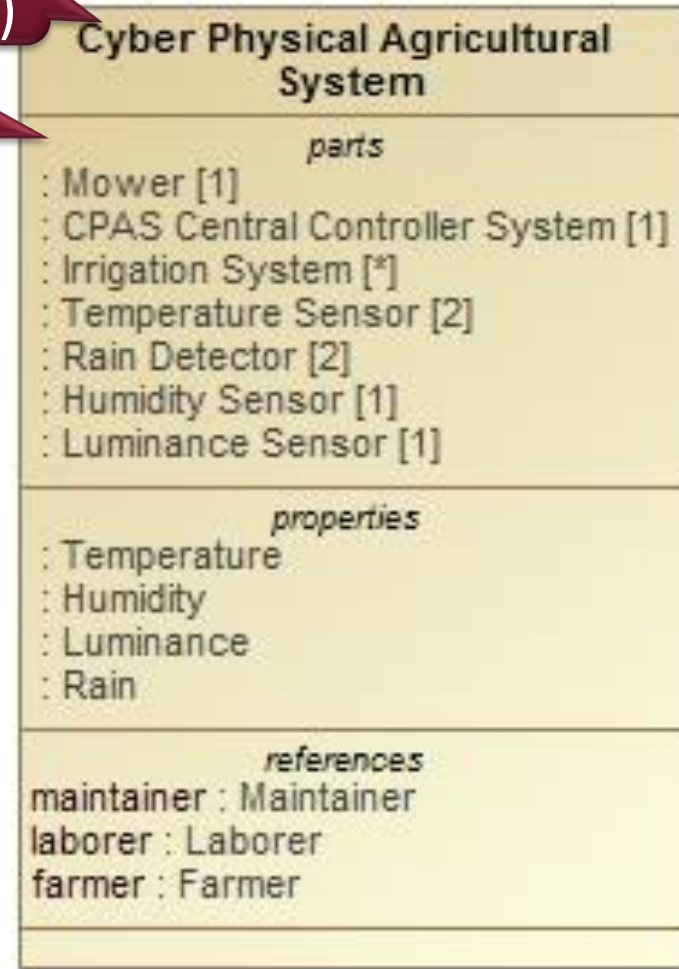 )
Cyber Physical Agricultural
System
parts
: Mower [1]
: CPAS Central Controller System [1]
: Irrigation System [*]
: Temperature Sensor [2]
: Rain Detector [2]
: Humidity Sensor [1]
: Luminance Sensor [1]
properties
: Temperature
: Humidity
: Luminance
: Rain
references
maintainer : Maintainer
laborer : Laborer
farmer : Farmer